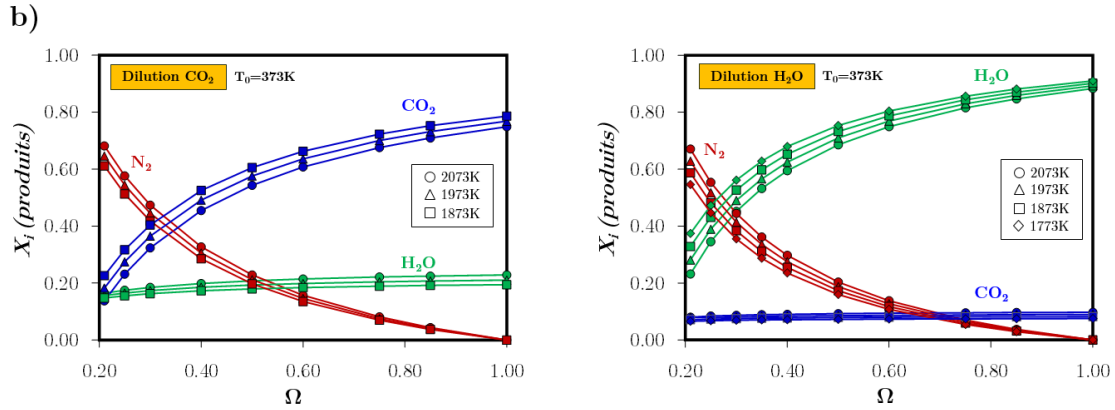 b)
Dilution CO₂ T₀=373K
CO₂
N₂
H₂O
2073K
1973K
1873K
1.00
0.80
0.60
0.40
0.20
0.00
0.20 0.40 0.60 0.80 1.00
Xᵢ (produits)
Ω
Dilution H₂O T₀=373K
H₂O
N₂
CO₂
2073K
1973K
1873K
1773K
1.00
0.80
0.60
0.40
0.20
0.00
0.20 0.40 0.60 0.80 1.00
Xᵢ (produits)
Ω